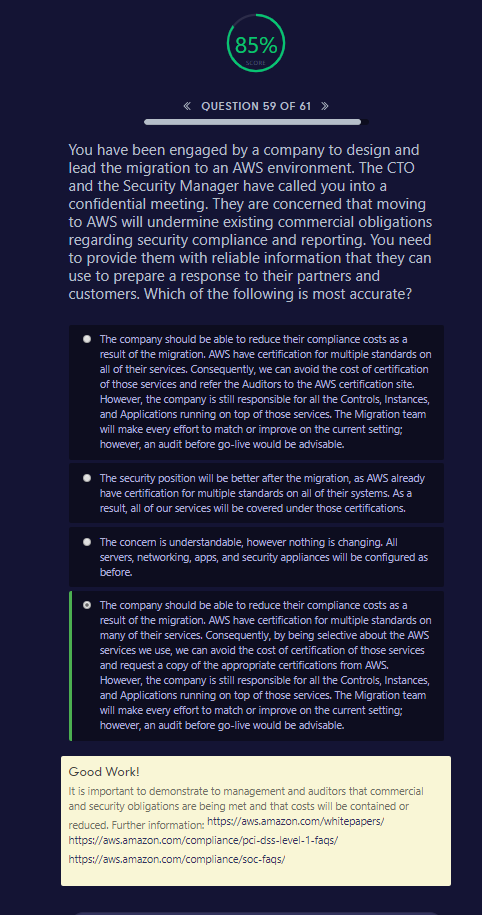 85%
SCORE
« QUESTION 59 OF 61 »
You have been engaged by a company to design and
lead the migration to an AWS environment. The CTO
and the Security Manager have called you into a
confidential meeting. They are concerned that moving
to AWS will undermine existing commercial obligations
regarding security compliance and reporting. You need
to provide them with reliable information that they can
use to prepare a response to their partners and
customers. Which of the following is most accurate?
The company should be able to reduce their compliance costs as a
result of the migration. AWS have certification for multiple standards on
all of their services. Consequently, we can avoid the cost of certification
of those services and refer the Auditors to the AWS certification site.
However, the company is still responsible for all the Controls, Instances,
and Applications running on top of those services. The Migration team
will make every effort to match or improve on the current setting;
however, an audit before go-live would be advisable.
The security position will be better after the migration, as AWS already
have certification for multiple standards on all of their systems. As a
result, all of our services will be covered under those certifications.
The concern is understandable, however nothing is changing. All
servers, networking, apps, and security appliances will be configured as
before.
The company should be able to reduce their compliance costs as a
result of the migration. AWS have certification for multiple standards on
many of their services. Consequently, by being selective about the AWS
services we use, we can avoid the cost of certification of those services
and request a copy of the appropriate certifications from AWS.
However, the company is still responsible for all the Controls, Instances,
and Applications running on top of those services. The Migration team
will make every effort to match or improve on the current setting;
however, an audit before go-live would be advisable.
Good Work!
It is important to demonstrate to management and auditors that commercial
and security obligations are being met and that costs will be contained or
reduced. Further information: https://aws.amazon.com/whitepapers/
https://aws.amazon.com/compliance/pci-dss-level-1-faqs/
https://aws.amazon.com/compliance/soc-faqs/